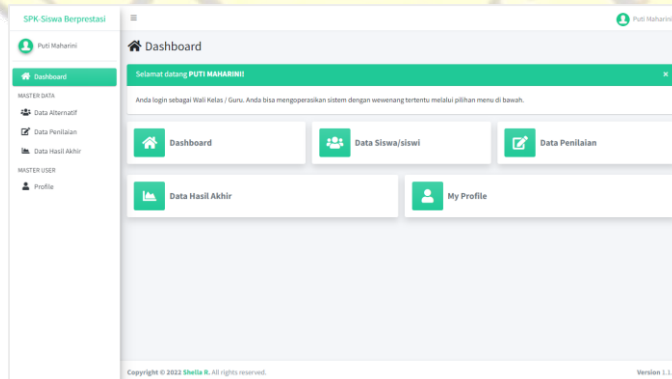 SPK-Siswa Berprestasi
Puti Maharini
Puti Maharini
Dashboard
Dashboard
Selamat datang PUTI MAHARINI! ×
Anda login sebagai Wali Kelas / Guru. Anda bisa mengoperasikan sistem dengan wewenang tertentu melalui pilihan menu di bawah.
MASTER DATA
Data Alternatif
Data Penilaian
Data Hasil Akhir
MASTER USER
Profile
Dashboard
Data Siswa/siswi
Data Penilaian
Data Hasil Akhir
My Profile
Copyright © 2022 Shella R. All rights reserved.
Version 1.1.